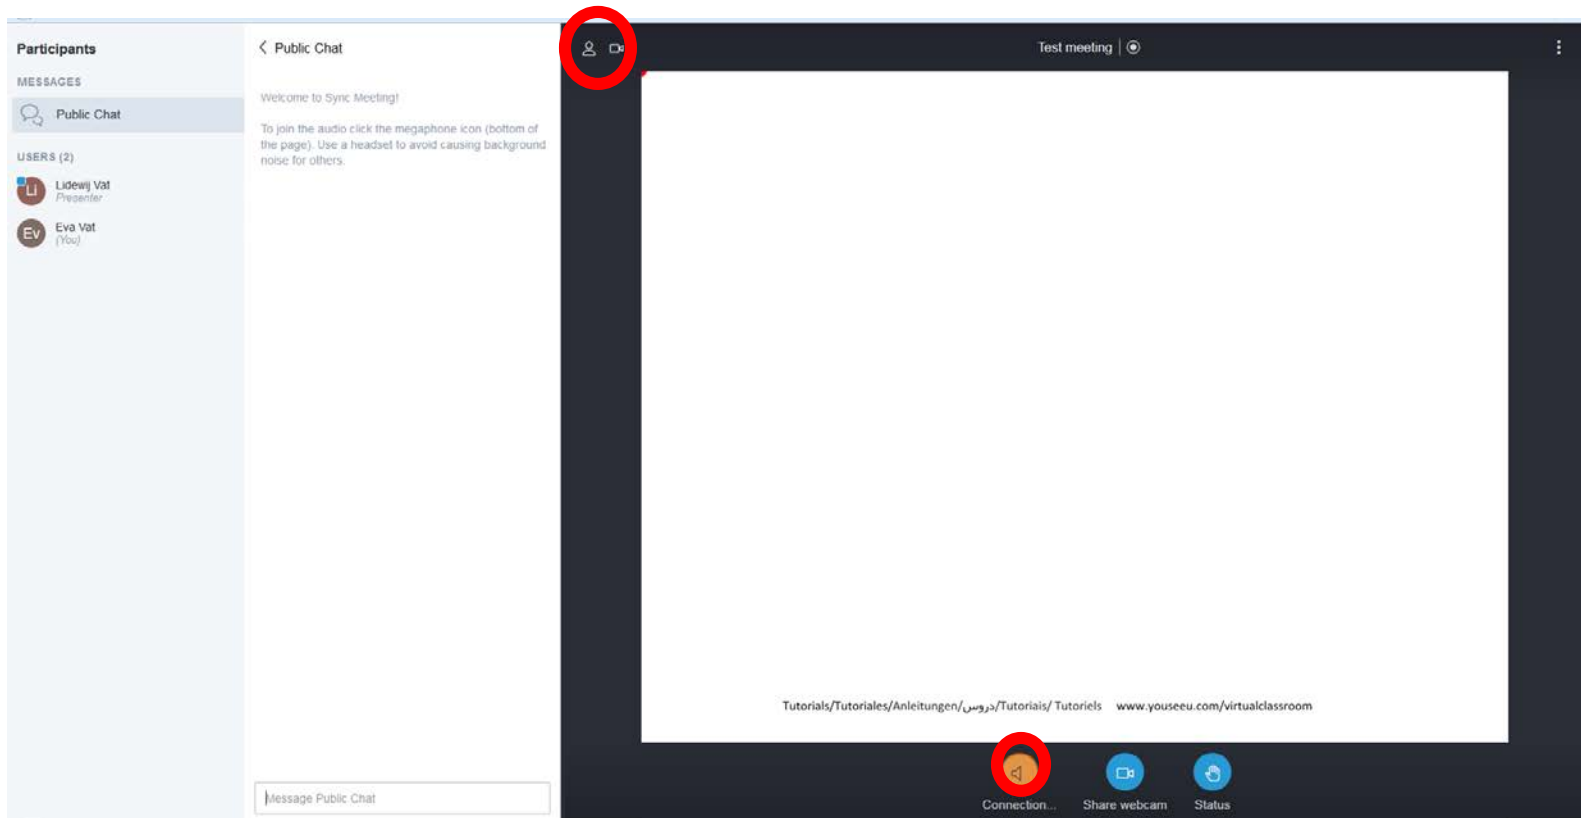 Participants
MESSAGES
Public Chat
USERS (2)
Li
Lidewij Vat
Presenter
Ev
Eva Vat
(You)
Public Chat
Welcome to Sync Meeting!
To join the audio click the megaphone icon (bottom of
the page). Use a headset to avoid causing background
noise for others.
Message Public Chat
Test meeting
Tutorials/Tutoriales/Anleitungen/دروس/Tutoriais/ Tutoriels www.youseeu.com/virtualclassroom
Connection...
Share webcam
Status